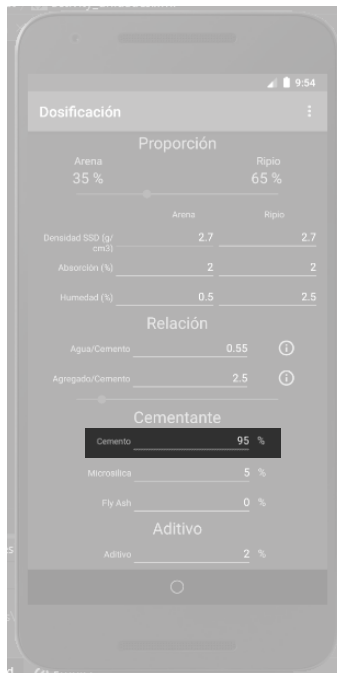 9:54
Dosificación
Proporción
Arena Ripio
35 % 65 %
Arena Ripio
Densidad SSD (g/cm3) 2.7 2.7
Absorción (%) 2 2
Humedad (%) 0.5 2.5
Relación
Agua/Cemento 0.55
Agregado/Cemento 2.5
Cementante
Cemento 95 %
Microsilica 5 %
Fly Ash 0 %
Aditivo
Aditivo 2 %